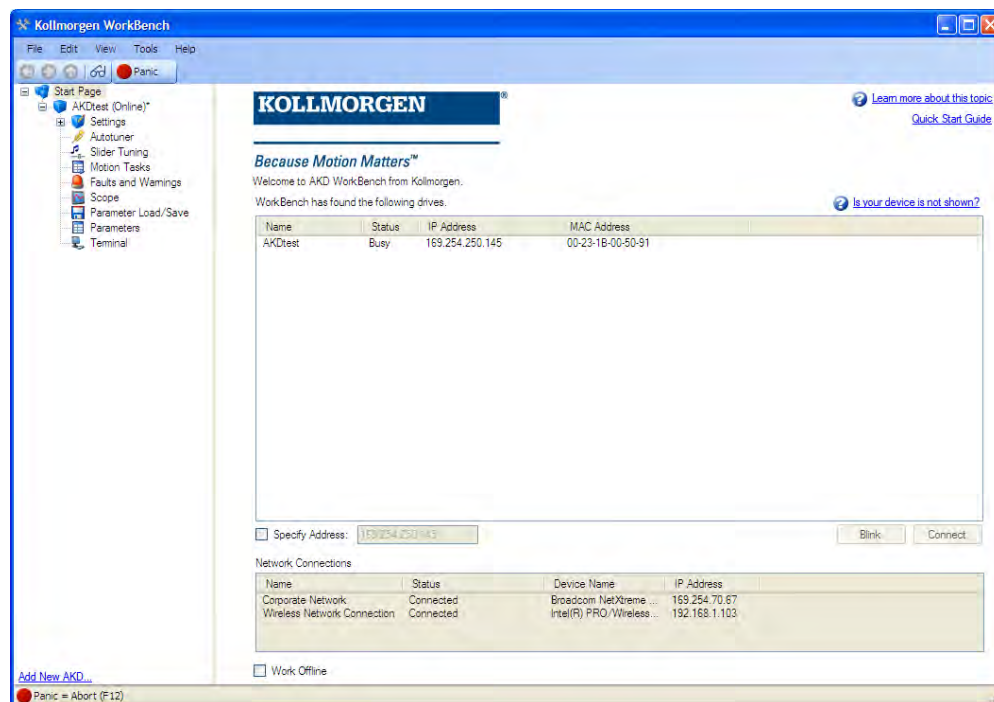 Kollmorgen WorkBench
File Edit View Tools Help
Panic
Start Page
AKDtest (Online)*
Settings
Autotuner
Slider Tuning
Motion Tasks
Faults and Warnings
Scope
Parameter Load/Save
Parameters
Terminal
Add New AKD...
KOLLMORGEN®
Because Motion Matters™
Learn more about this topic
Quick Start Guide
Welcome to AKD WorkBench from Kollmorgen.
WorkBench has found the following drives.
Is your device is not shown?
Name Status IP Address MAC Address
AKDtest Busy 169.254.250.145 00-23-1B-00-50-91
Specify Address: 169.254.250.145
Blink Connect
Network Connections
Name Status Device Name IP Address
Corporate Network Connected Broadcom NetXtreme ... 169.254.70.67
Wireless Network Connection Connected Intel(R) PRO/Wireless... 192.168.1.103
Work Offline
Panic = Abort (F12)